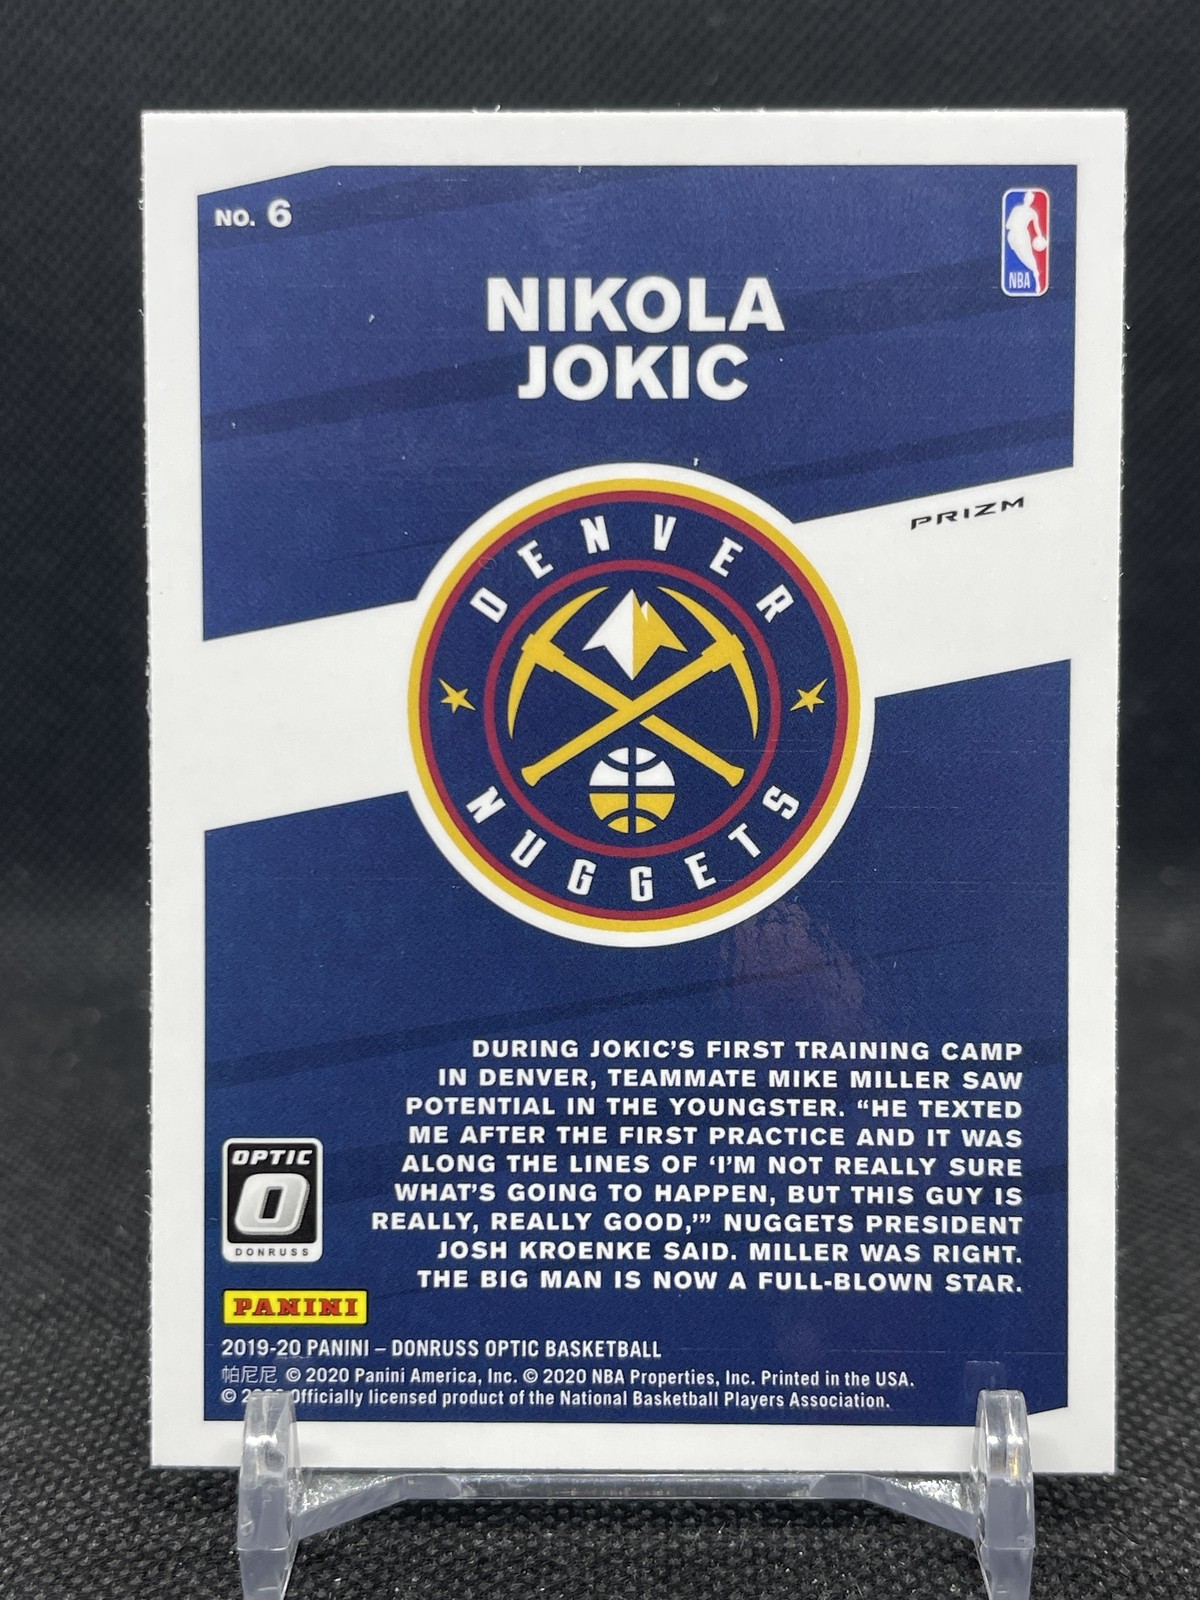 NO. 6
NBA
NIKOLA
JOKIC
PRIZM
DENVER
NUGGETS
DURING JOKIC'S FIRST TRAINING CAMP
IN DENVER, TEAMMATE MIKE MILLER SAW
POTENTIAL IN THE YOUNGSTER. “HE TEXTED
ME AFTER THE FIRST PRACTICE AND IT WAS
ALONG THE LINES OF ‘I'M NOT REALLY SURE
WHAT'S GOING TO HAPPEN, BUT THIS GUY IS
REALLY, REALLY GOOD,’” NUGGETS PRESIDENT
JOSH KROENKE SAID. MILLER WAS RIGHT.
THE BIG MAN IS NOW A FULL-BLOWN STAR.
OPTIC
O
DONRUSS
PANINI
2019-20 PANINI – DONRUSS OPTIC BASKETBALL
帕尼尼 © 2020 Panini America, Inc. © 2020 NBA Properties, Inc. Printed in the USA.
© Officially licensed product of the National Basketball Players Association.